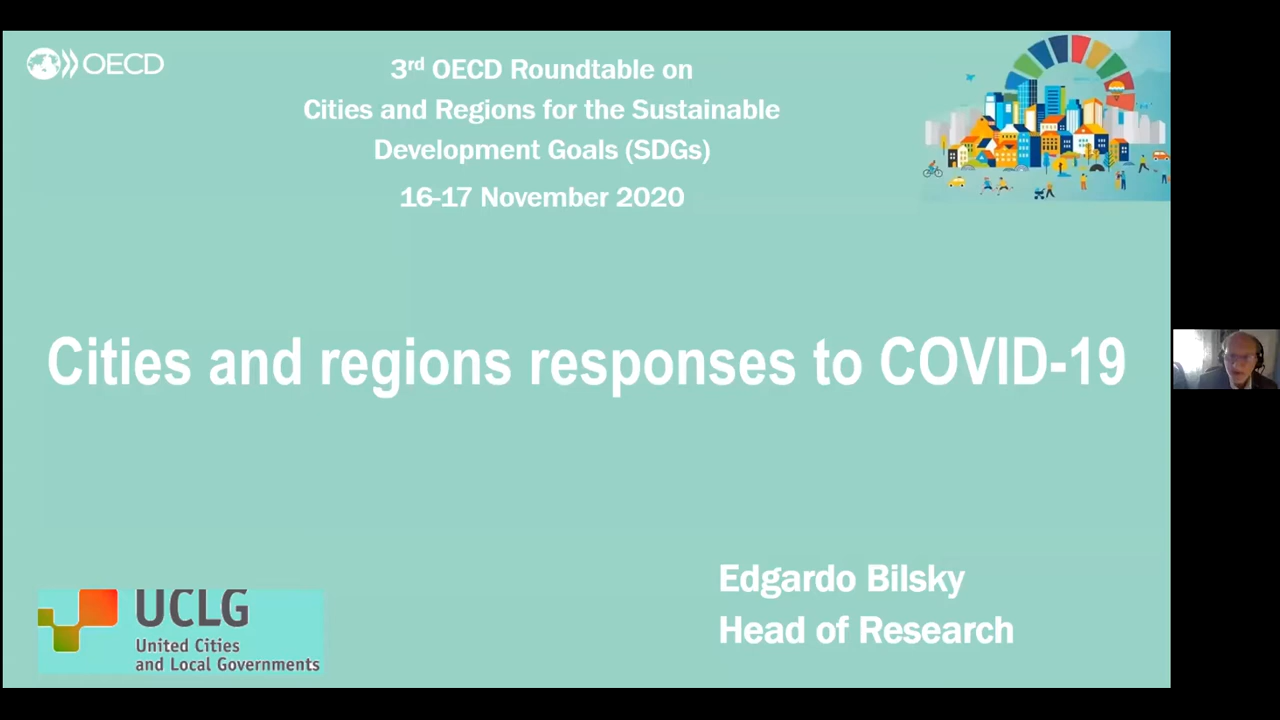 OECD
3rd OECD Roundtable on
Cities and Regions for the Sustainable
Development Goals (SDGs)
16-17 November 2020
Cities and regions responses to COVID-19
Edgardo Bilsky
Head of Research
UCLG
United Cities
and Local Governments